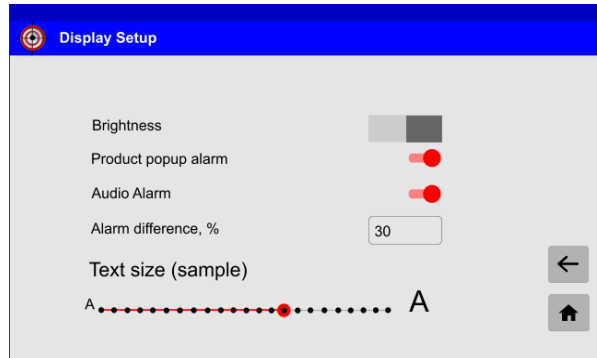 Display Setup
Brightness
Product popup alarm
Audio Alarm
Alarm difference, %
30
Text size (sample)
A
A